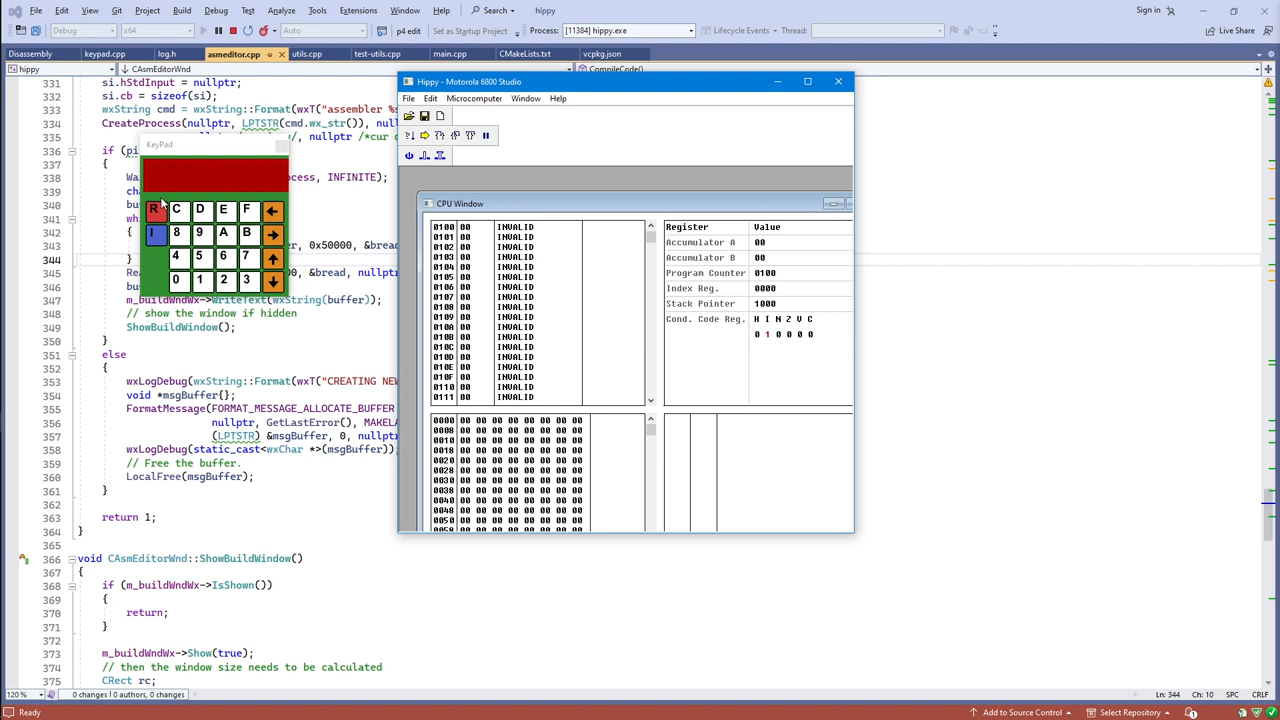 File Edit View Git Project Build Debug Test Analyze Tools Extensions Window Help Search hippy Sign in
Debug x64 Auto p4 edit Set as Startup Project Process: [11384] hippy.exe Lifecycle Events Thread: Live Share
Disassembly keypad.cpp log.h asmeditor.cpp utils.cpp test-utils.cpp main.cpp CMakeLists.txt vcpkg.json
hippy CAsmEditorWnd CompileCode()
331 si.hStdInput = nullptr;
332 si.cb = sizeof(si);
333 wxString cmd = wxString::Format(wxT("assembler %s
334 CreateProcess(nullptr, LPTSTR(cmd.wx_str()), nullptr
335 nullptr /*cur d
336 if (pi
337 {
338 Wa ocess, INFINITE);
339 cha
340 bu
341 whi
342 {
343 er, 0x50000, &bread,
344 }
345 Re 00, &bread, nullptr
346 bu
347 m_buildWndWx->WriteText(wxString(buffer));
348 // show the window if hidden
349 ShowBuildWindow();
350 }
351 else
352 {
353 wxLogDebug(wxString::Format(wxT("CREATING NEW
354 void *msgBuffer{};
355 FormatMessage(FORMAT_MESSAGE_ALLOCATE_BUFFER
356 nullptr, GetLastError(), MAKELA
357 (LPTSTR) &msgBuffer, 0, nullptr
358 wxLogDebug(static_cast<wxChar *>(msgBuffer));
359 // Free the buffer.
360 LocalFree(msgBuffer);
361 }
362
363 return 1;
364 }
365
366 void CAsmEditorWnd::ShowBuildWindow()
367 {
368 if (m_buildWndWx->IsShown())
369 {
370 return;
371 }
372
373 m_buildWndWx->Show(true);
374 // then the window size needs to be calculated
375 CRect rc;
KeyPad
R C D E F ←
I 8 9 A B →
4 5 6 7 ↑
0 1 2 3 ↓
Hippy - Motorola 6800 Studio
File Edit Microcomputer Window Help
CPU Window
0100 00 INVALID
0101 00 INVALID
0102 00 INVALID
0103 00 INVALID
0104 00 INVALID
0105 00 INVALID
0106 00 INVALID
0107 00 INVALID
0108 00 INVALID
0109 00 INVALID
010A 00 INVALID
010B 00 INVALID
010C 00 INVALID
010D 00 INVALID
010E 00 INVALID
010F 00 INVALID
0110 00 INVALID
0111 00 INVALID
Register Value
Accumulator A 00
Accumulator B 00
Program Counter 0100
Index Reg. 0000
Stack Pointer 1000
Cond. Code Reg. H I N Z V C
0 1 0 0 0 0
0000 00 00 00 00 00 00 00 00
0008 00 00 00 00 00 00 00 00
0010 00 00 00 00 00 00 00 00
0018 00 00 00 00 00 00 00 00
0020 00 00 00 00 00 00 00 00
0028 00 00 00 00 00 00 00 00
0030 00 00 00 00 00 00 00 00
0038 00 00 00 00 00 00 00 00
0040 00 00 00 00 00 00 00 00
0048 00 00 00 00 00 00 00 00
0050 00 00 00 00 00 00 00 00
120 % 0 changes | 0 authors, 0 changes Ln: 344 Ch: 10 SPC CRLF
Ready Add to Source Control Select Repository 1